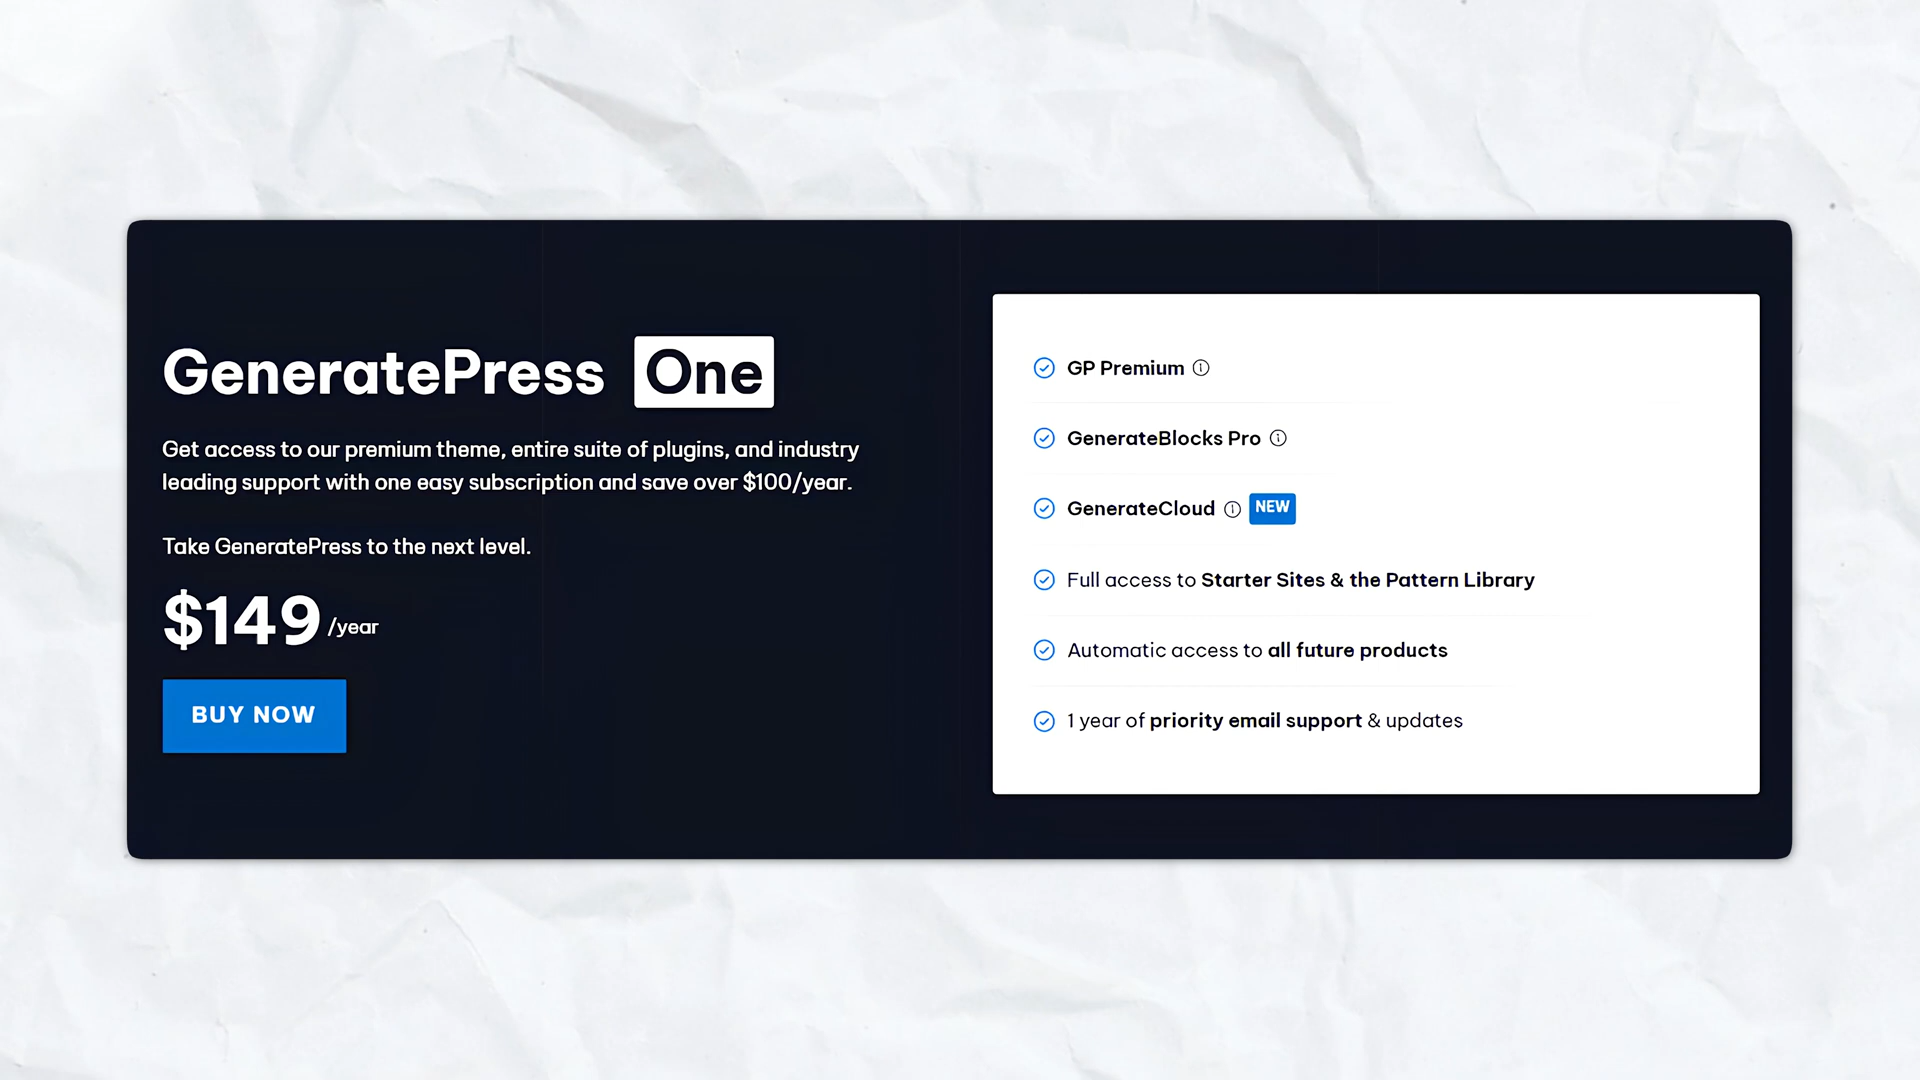 GeneratePress One
Get access to our premium theme, entire suite of plugins, and industry
leading support with one easy subscription and save over $100/year.
Take GeneratePress to the next level.
$149 /year
BUY NOW
GP Premium
GenerateBlocks Pro
GenerateCloud NEW
Full access to Starter Sites & the Pattern Library
Automatic access to all future products
1 year of priority email support & updates